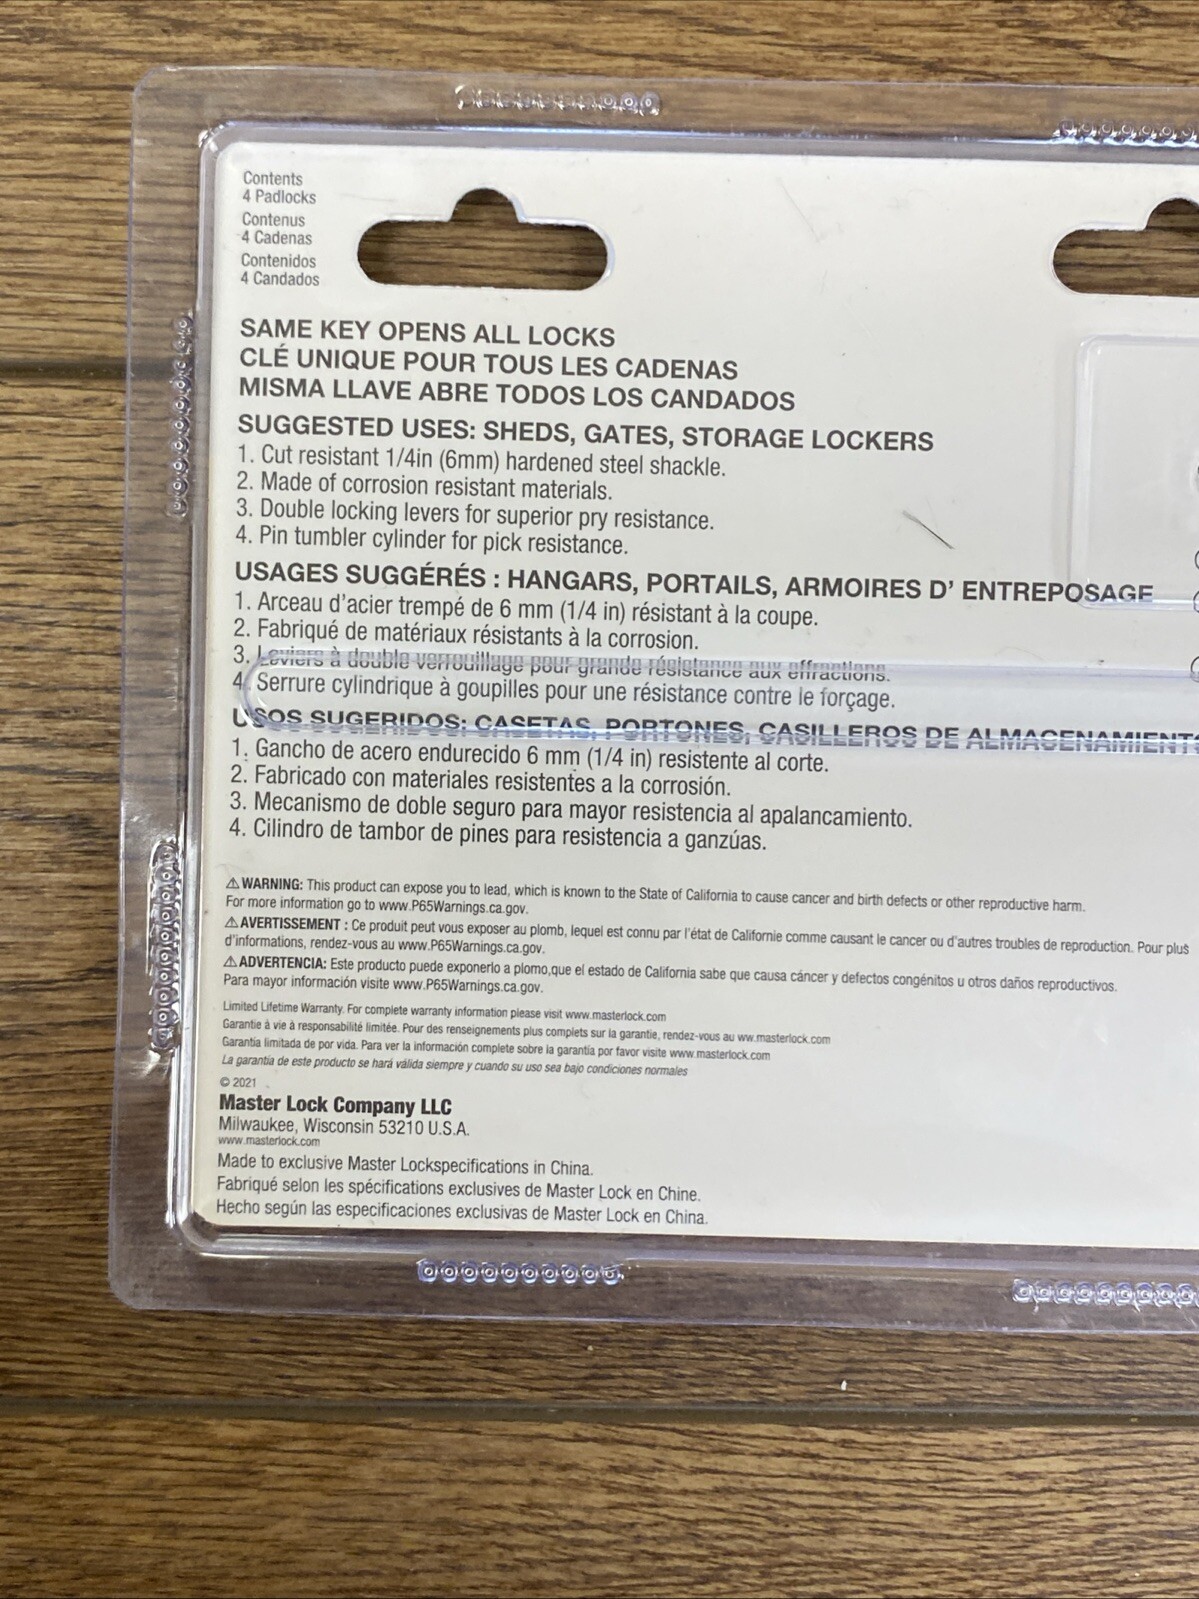 Contents
4 Padlocks
Contenus
4 Cadenas
Contenidos
4 Candados
SAME KEY OPENS ALL LOCKS
CLÉ UNIQUE POUR TOUS LES CADENAS
MISMA LLAVE ABRE TODOS LOS CANDADOS
SUGGESTED USES: SHEDS, GATES, STORAGE LOCKERS
1. Cut resistant 1/4in (6mm) hardened steel shackle.
2. Made of corrosion resistant materials.
3. Double locking levers for superior pry resistance.
4. Pin tumbler cylinder for pick resistance.
USAGES SUGGÉRÉS : HANGARS, PORTAILS, ARMOIRES D' ENTREPOSAGE
1. Arceau d'acier trempé de 6 mm (1/4 in) résistant à la coupe.
2. Fabriqué de matériaux résistants à la corrosion.
3. Leviers à double verrouillage pour grande résistance aux effractions.
4. Serrure cylindrique à goupilles pour une résistance contre le forçage.
USOS SUGERIDOS: CASETAS, PORTONES, CASILLEROS DE ALMACENAMIENTO
1. Gancho de acero endurecido 6 mm (1/4 in) resistente al corte.
2. Fabricado con materiales resistentes a la corrosión.
3. Mecanismo de doble seguro para mayor resistencia al apalancamiento.
4. Cilindro de tambor de pines para resistencia a ganzúas.
⚠WARNING: This product can expose you to lead, which is known to the State of California to cause cancer and birth defects or other reproductive harm.
For more information go to www.P65Warnings.ca.gov.
⚠AVERTISSEMENT : Ce produit peut vous exposer au plomb, lequel est connu par l'état de Californie comme causant le cancer ou d'autres troubles de reproduction. Pour plus
d'informations, rendez-vous au www.P65Warnings.ca.gov.
⚠ADVERTENCIA: Este producto puede exponerlo a plomo,que el estado de California sabe que causa cáncer y defectos congénitos u otros daños reproductivos.
Para mayor información visite www.P65Warnings.ca.gov.
Limited Lifetime Warranty. For complete warranty information please visit www.masterlock.com
Garantie à vie à responsabilité limitée. Pour des renseignements plus complets sur la garantie, rendez-vous au ww.masterlock.com
Garantía limitada de por vida. Para ver la información complete sobre la garantía por favor visite www.masterlock.com
La garantía de este producto se hará válida siempre y cuando su uso sea bajo condiciones normales
© 2021
Master Lock Company LLC
Milwaukee, Wisconsin 53210 U.S.A.
www.masterlock.com
Made to exclusive Master Lockspecifications in China.
Fabriqué selon les spécifications exclusives de Master Lock en Chine.
Hecho según las especificaciones exclusivas de Master Lock en China.